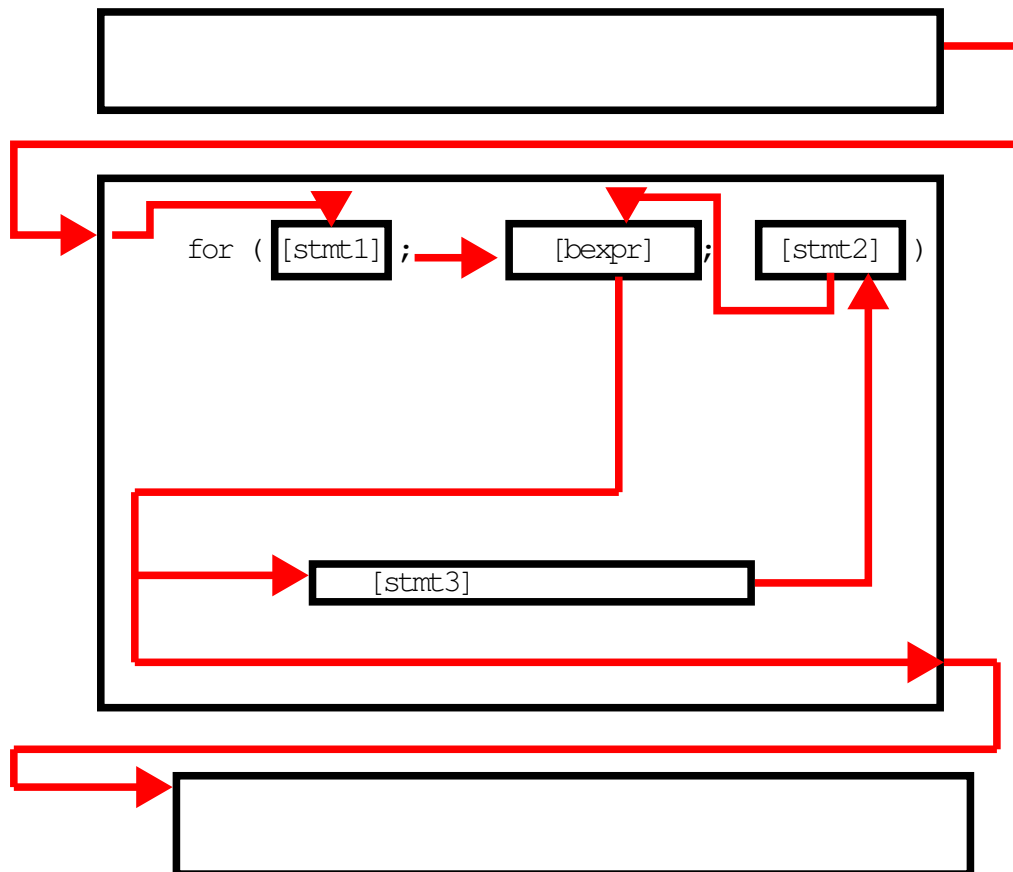 for ( [stmt1] ; [bexpr] ; [stmt2] )
[stmt3]